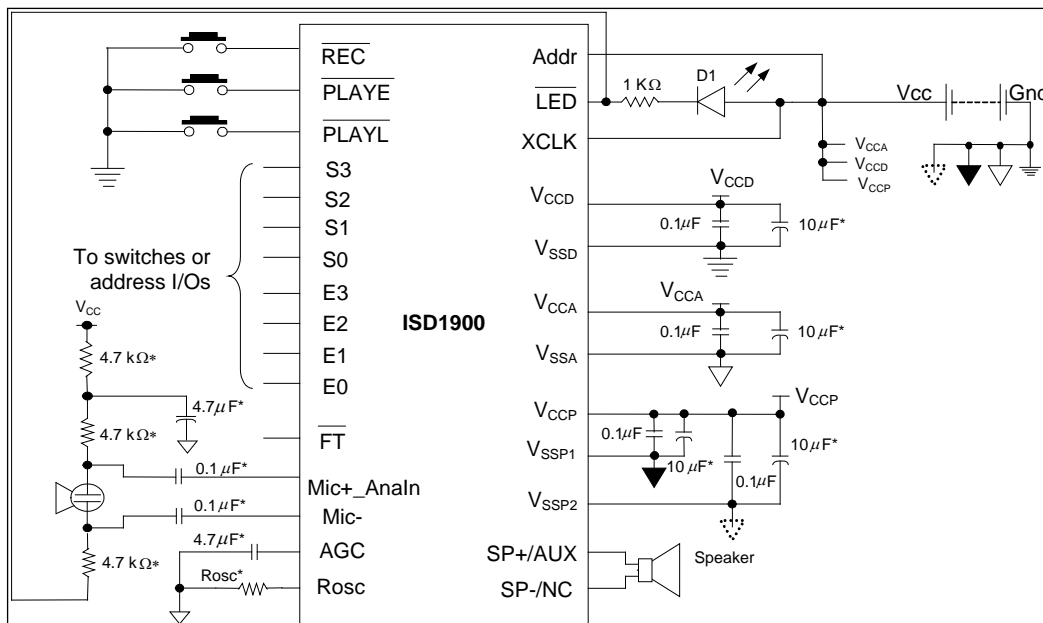 REC
PLAYE
PLAYL
S3
S2
S1
S0
E3
E2
E1
E0
FT
Mic+_AnaIn
Mic-
AGC
Rosc
To switches or
address I/Os
VCC
4.7 kΩ*
4.7μF*
4.7 kΩ*
0.1μF*
0.1μF*
4.7 kΩ*
4.7μF*
Rosc*
ISD1900
Addr
LED
XCLK
VCCD
VSSD
VCCA
VSSA
VCCP
VSSP1
VSSP2
SP+/AUX
SP-/NC
1 KΩ
D1
Vcc
Gnd
VCCA
VCCD
VCCP
VCCD
0.1μF
10μF*
VCCA
0.1μF
10μF*
VCCP
0.1μF
10μF*
0.1μF
10μF*
Speaker